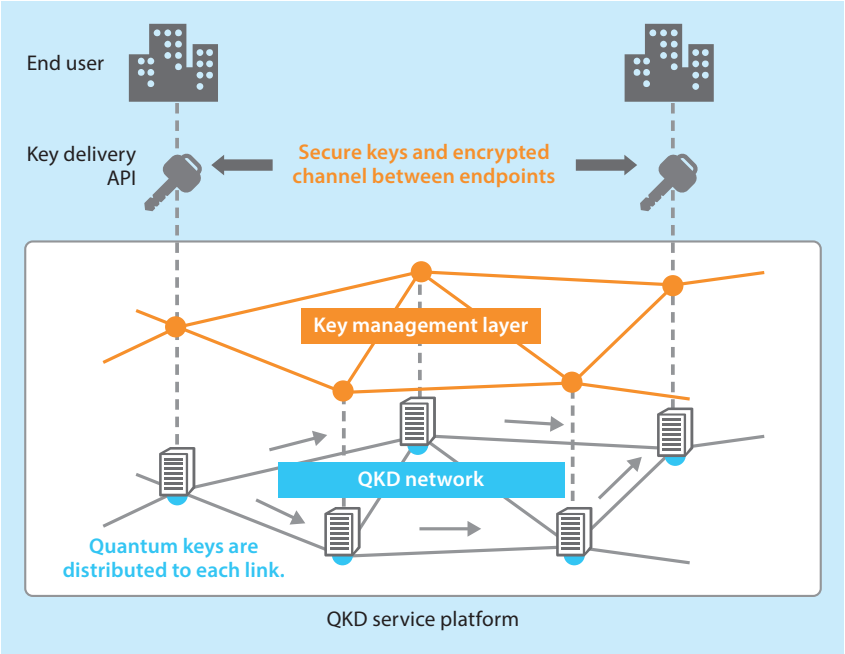 End user
Key delivery
API
Secure keys and encrypted
channel between endpoints
Key management layer
QKD network
Quantum keys are
distributed to each link.
QKD service platform